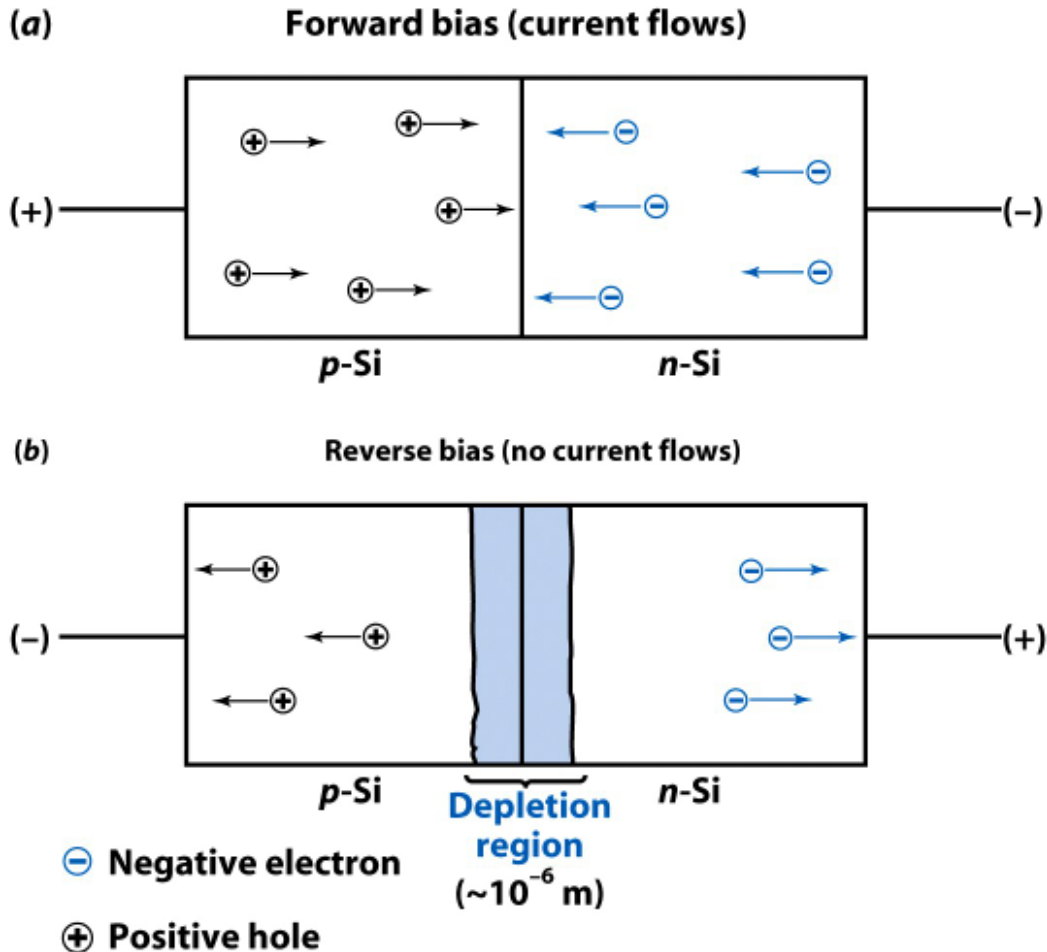 (a) Forward bias (current flows)
(+) (−)
p-Si n-Si
(b) Reverse bias (no current flows)
(−) (+)
p-Si n-Si
Depletion
region
(~10⁻⁶ m)
⊖ Negative electron
⊕ Positive hole